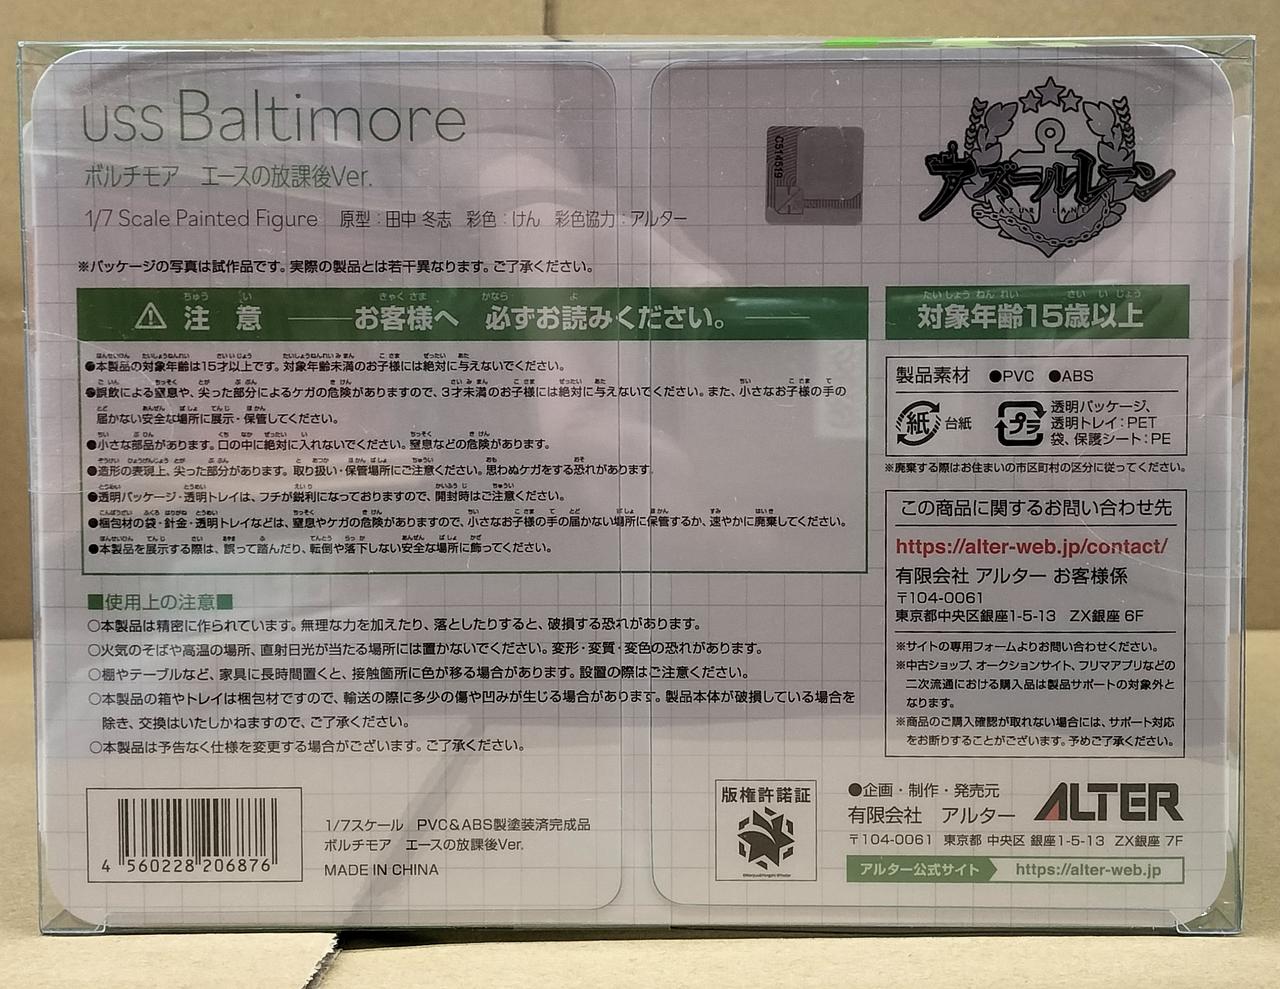 USS Baltimore
ボルチモア エースの放課後Ver.
1/7 Scale Painted Figure 原型：田中 冬志 彩色：けん 彩色協力：アルター
※パッケージの写真は試作品です。実際の製品とは若干異なります。ご了承ください。
CS14519
アズールレーン
AZUR LANE
⚠ 注意 ──お客様へ 必ずお読みください。──
●本製品の対象年齢は15才以上です。対象年齢未満のお子様には絶対に与えないでください。
●誤飲による窒息や、尖った部分によるケガの危険がありますので、3才未満のお子様には絶対に与えないでください。また、小さなお子様の手の
届かない安全な場所に展示・保管してください。
●小さな部品があります。口の中に絶対に入れないでください。窒息などの危険があります。
●造形の表現上、尖った部分があります。取り扱い・保管場所にご注意ください。思わぬケガをする恐れがあります。
●透明パッケージ・透明トレイは、フチが鋭利になっておりますので、開封時はご注意ください。
●梱包材の袋・針金・透明トレイなどは、窒息やケガの危険がありますので、小さなお子様の手の届かない場所に保管するか、速やかに廃棄してください。
●本製品を展示する際は、誤って踏んだり、転倒や落下しない安全な場所に飾ってください。
■使用上の注意■
○本製品は精密に作られています。無理な力を加えたり、落としたりすると、破損する恐れがあります。
○火気のそばや高温の場所、直射日光が当たる場所には置かないでください。変形・変質・変色の恐れがあります。
○棚やテーブルなど、家具に長時間置くと、接触箇所に色が移る場合があります。設置の際はご注意ください。
○本製品の箱やトレイは梱包材ですので、輸送の際に多少の傷や凹みが生じる場合があります。製品本体が破損している場合を
除き、交換はいたしかねますので、ご了承ください。
○本製品は予告なく仕様を変更する場合がございます。ご了承ください。
対象年齢15歳以上
製品素材 ●PVC ●ABS
紙 台紙
プラ 透明パッケージ、
透明トレイ：PET
袋、保護シート：PE
※廃棄する際はお住まいの市区町村の区分に従ってください。
この商品に関するお問い合わせ先
https://alter-web.jp/contact/
有限会社 アルター お客様係
〒104-0061
東京都中央区銀座1-5-13 ZX銀座 6F
※サイトの専用フォームよりお問い合わせください。
※中古ショップ、オークションサイト、フリマアプリなどの
二次流通における購入品は製品サポートの対象外と
なります。
※商品のご購入確認が取れない場合には、サポート対応
をお断りすることがございます。予めご了承ください。
4 560228 206876
1/7スケール PVC&ABS製塗装済完成品
ボルチモア エースの放課後Ver.
MADE IN CHINA
版権許諾証
●企画・制作・発売元
有限会社 アルター
ALTER
〒104-0061 東京都 中央区 銀座1-5-13 ZX銀座 7F
アルター公式サイト https://alter-web.jp